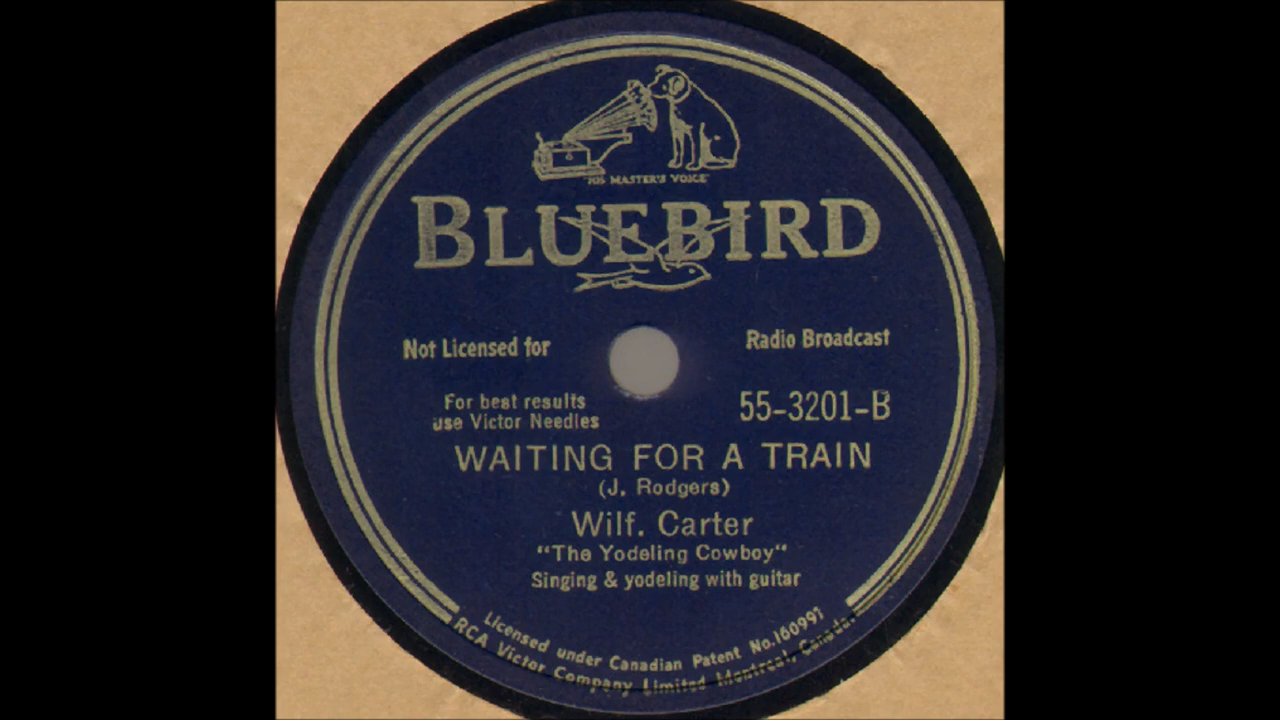 "HIS MASTER'S VOICE"
BLUEBIRD
Not Licensed for Radio Broadcast
For best results
use Victor Needles
55-3201-B
WAITING FOR A TRAIN
(J. Rodgers)
Wilf. Carter
"The Yodeling Cowboy"
Singing & yodeling with guitar
Licensed under Canadian Patent No.160991
RCA Victor Company Limited Montreal, Canada.